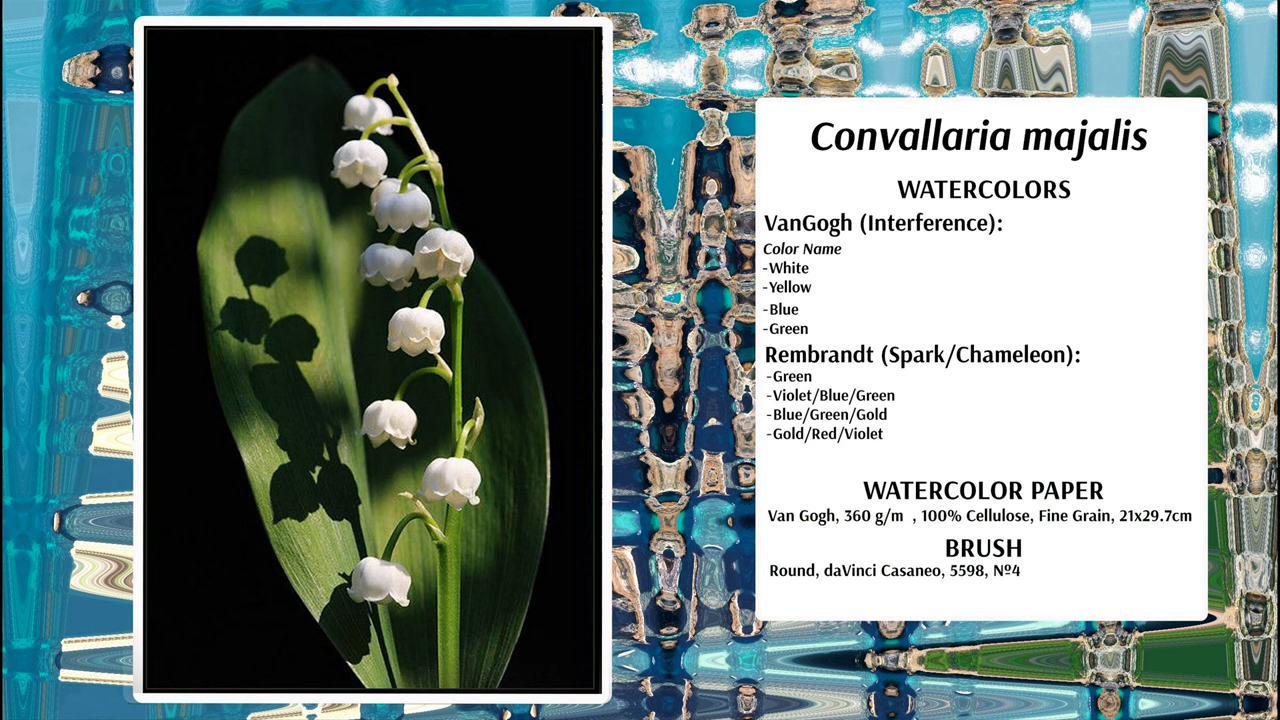 Convallaria majalis
WATERCOLORS
VanGogh (Interference):
Color Name
-White
-Yellow
-Blue
-Green
Rembrandt (Spark/Chameleon):
-Green
-Violet/Blue/Green
-Blue/Green/Gold
-Gold/Red/Violet
WATERCOLOR PAPER
Van Gogh, 360 g/m , 100% Cellulose, Fine Grain, 21x29.7cm
BRUSH
Round, daVinci Casaneo, 5598, Nº4